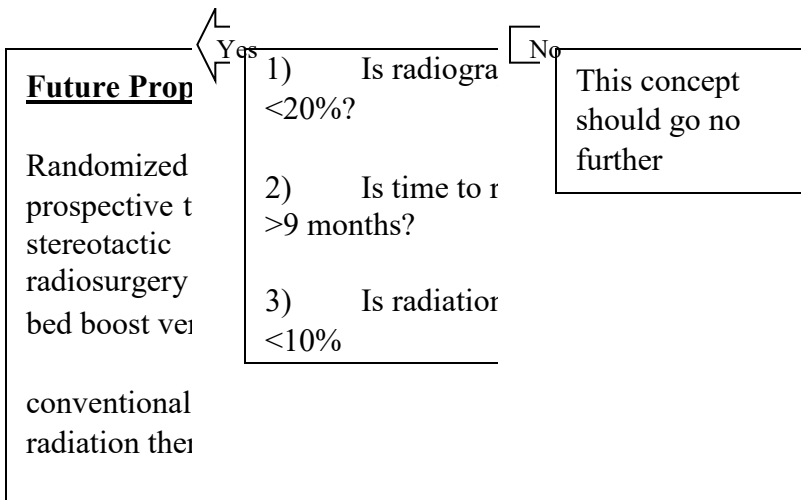 Yes
No
Future Prop
Randomized
prospective t
stereotactic
radiosurgery
bed boost ver
conventional
radiation ther
1) Is radiogra
<20%?
2) Is time to r
>9 months?
3) Is radiation
<10%
This concept
should go no
further